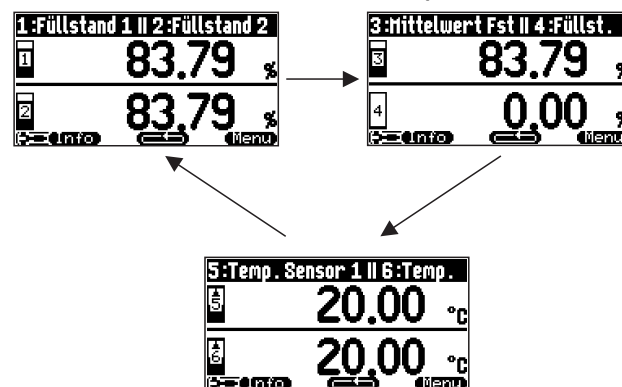 1:Füllstand 1 II 2:Füllstand 2
1 83.79 %
2 83.79 %
Info Menu
3:Mittelwert Fst II 4:Füllst.
3 83.79 %
4 0.00 %
Info Menu
5:Temp. Sensor 1 II 6:Temp.
5 20.00 °C
6 20.00 °C
Info Menu